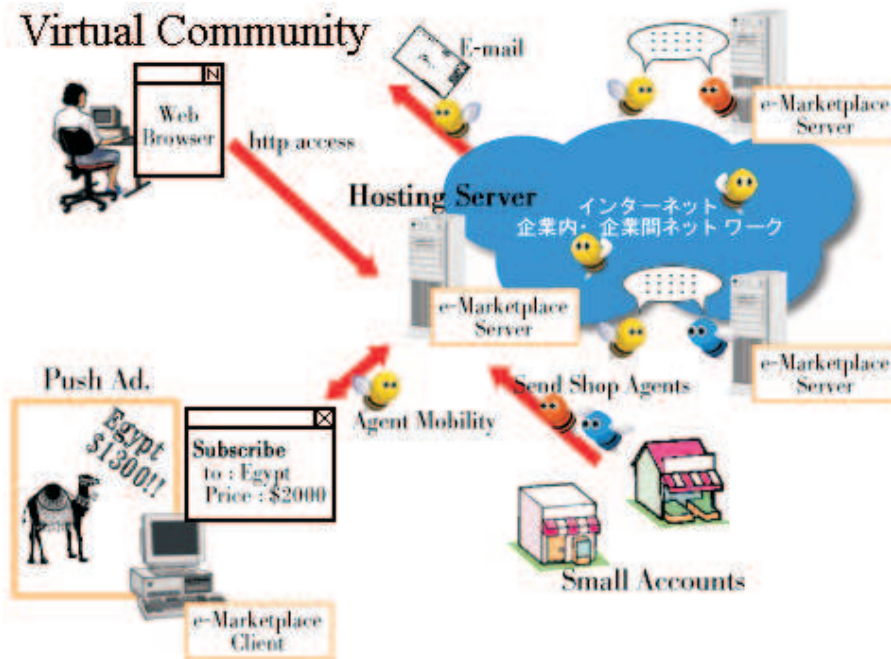 Virtual Community
E-mail
N
Web
Browser
http access
e-Marketplace
Server
Hosting Server
インターネット
企業内・企業間ネットワーク
e-Marketplace
Server
e-Marketplace
Server
Push Ad.
Egypt
$1300!!
Subscribe
to : Egypt
Price : $2000
Agent Mobility
Send Shop Agents
e-Marketplace
Client
Small Accounts